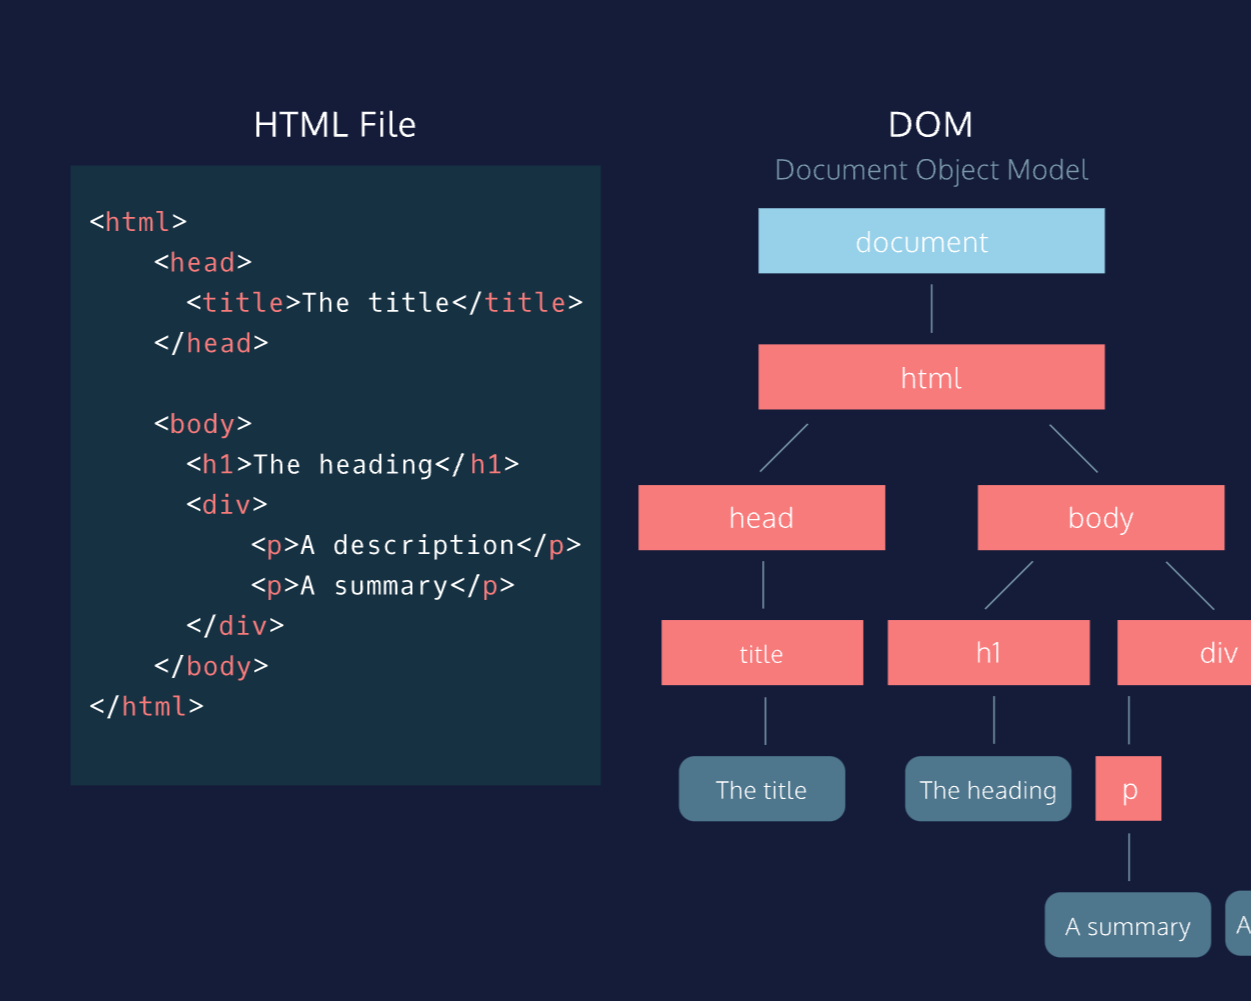 HTML File
<html>
<head>
<title>The title</title>
</head>
<body>
<h1>The heading</h1>
<div>
<p>A description</p>
<p>A summary</p>
</div>
</body>
</html>
DOM
Document Object Model
document
html
head body
title h1 div
The title The heading p
A summary A